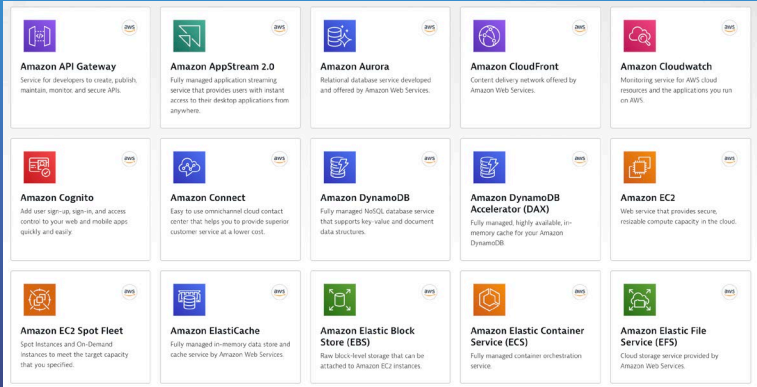 aws
aws
aws
aws
aws
Amazon API Gateway
Service for developers to create, publish,
maintain, monitor, and secure APIs.
Amazon AppStream 2.0
Fully managed application streaming
service that provides users with instant
access to their desktop applications from
anywhere.
Amazon Aurora
Relational database service developed
and offered by Amazon Web Services.
Amazon CloudFront
Content delivery network offered by
Amazon Web Services.
Amazon Cloudwatch
Monitoring service for AWS cloud
resources and the applications you run
on AWS.
aws
aws
aws
aws
aws
Amazon Cognito
Add user sign-up, sign-in, and access
control to your web and mobile apps
quickly and easily.
Amazon Connect
Easy to use omnichannel cloud contact
center that helps you to provide superior
customer service at a lower cost.
Amazon DynamoDB
Fully managed NoSQL database service
that supports key-value and document
data structures.
Amazon DynamoDB
Accelerator (DAX)
Fully managed, highly available, in-
memory cache for your Amazon
DynamoDB.
Amazon EC2
Web service that provides secure,
resizable compute capacity in the cloud.
aws
aws
aws
aws
aws
Amazon EC2 Spot Fleet
Spot Instances and On-Demand
Instances to meet the target capacity
that you specified.
Amazon ElastiCache
Fully managed in-memory data store and
cache service by Amazon Web Services.
Amazon Elastic Block
Store (EBS)
Raw block-level storage that can be
attached to Amazon EC2 instances.
Amazon Elastic Container
Service (ECS)
Fully managed container orchestration
service.
Amazon Elastic File
Service (EFS)
Cloud storage service provided by
Amazon Web Services.